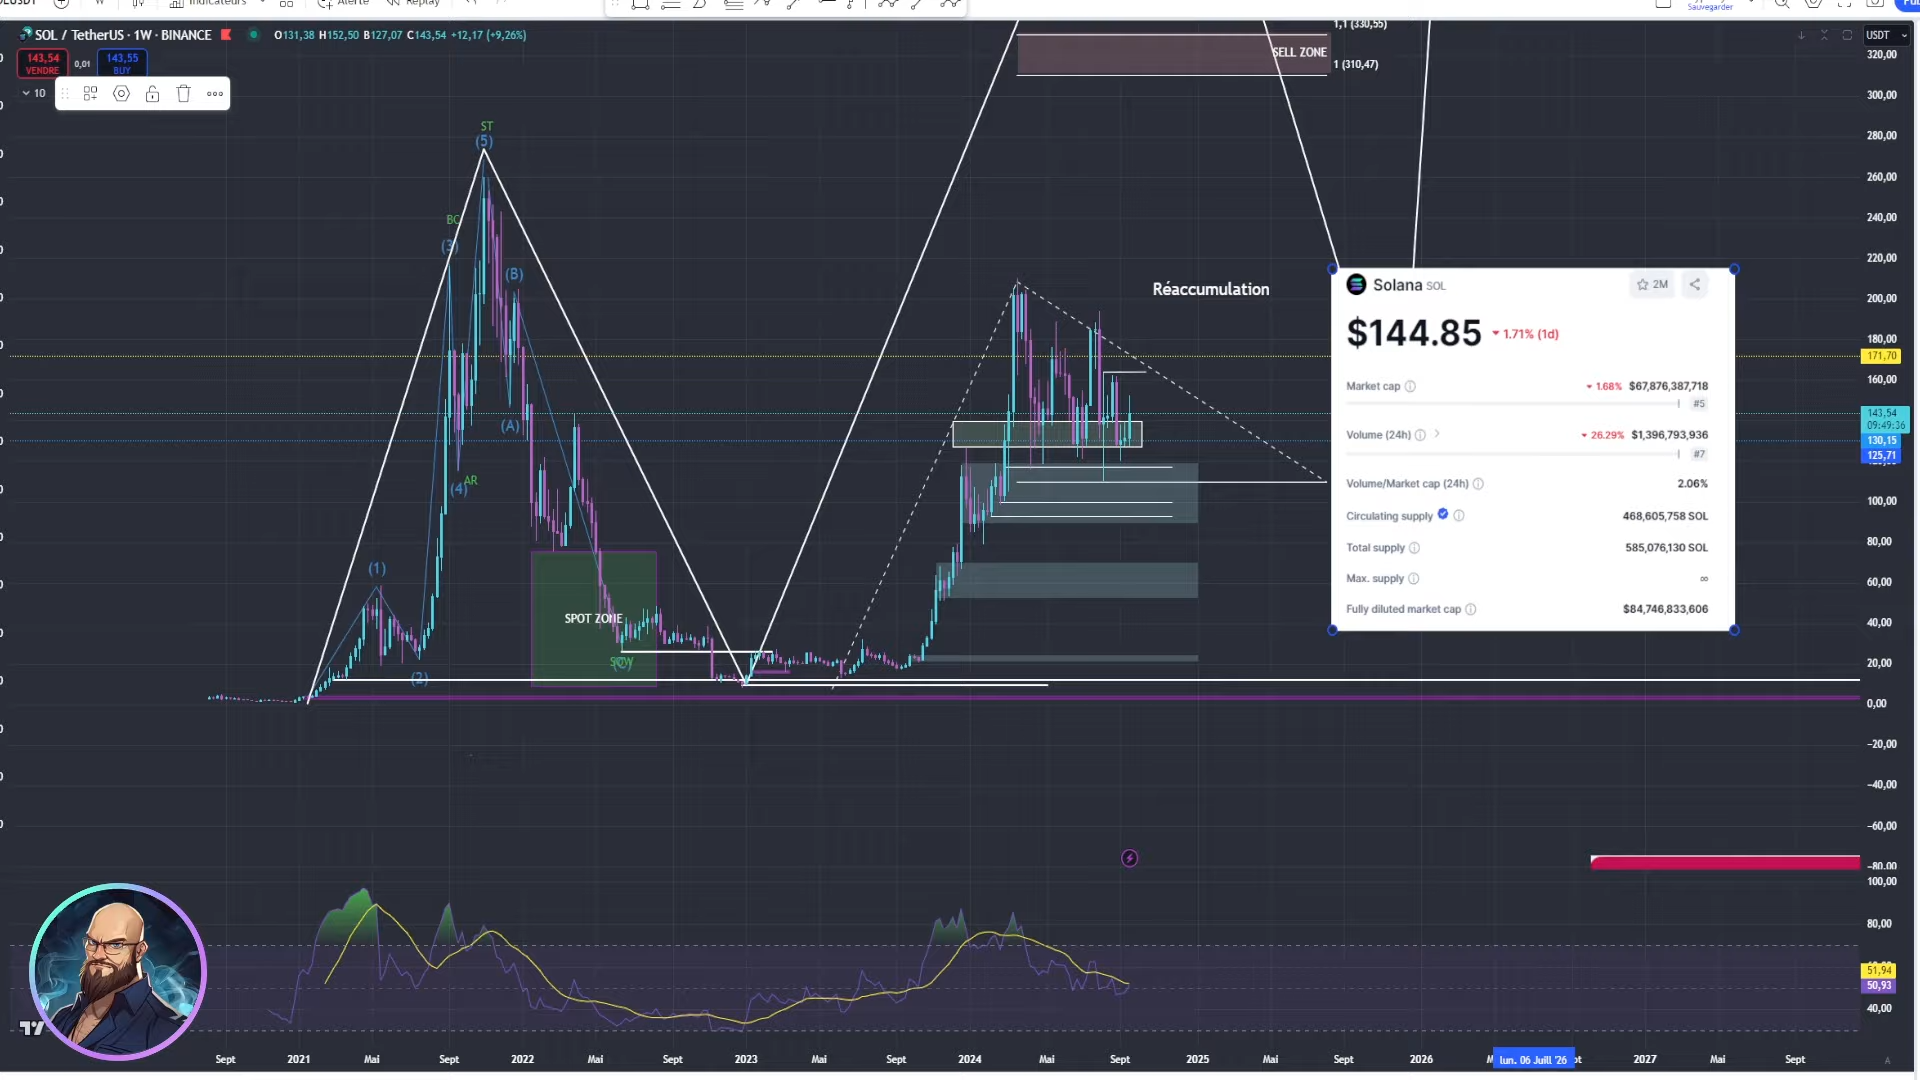 Indicateurs
Alerte
Replay
Sauvegarder
SOL / TetherUS · 1W · BINANCE
O131,38 H152,50 B127,07 C143,54 +12,17 (+9,26%)
143,54
VENDRE
0,01
143,55
BUY
10
USDT
1,1 (330,55)
SELL ZONE
1 (310,47)
ST
(5)
BC
(3)
(B)
(A)
(4)
AR
(1)
(2)
SPOT ZONE
Réaccumulation
Solana SOL
2M
$144.85
1.71% (1d)
Market cap
1.68% $67,876,387,718
#5
Volume (24h)
26.29% $1,396,793,936
#7
Volume/Market cap (24h)
2.06%
Circulating supply
468,605,758 SOL
Total supply
585,076,130 SOL
Max. supply
∞
Fully diluted market cap
$84,746,833,606
320,00
300,00
280,00
260,00
240,00
220,00
200,00
180,00
171,70
160,00
143,54
09:49:36
130,15
125,71
100,00
80,00
60,00
40,00
20,00
0,00
−20,00
−40,00
−60,00
−80,00
100,00
80,00
51,94
50,93
40,00
Sept
2021
Mai
Sept
2022
Mai
Sept
2023
Mai
Sept
2024
Mai
Sept
2025
Mai
Sept
2026
lun. 06 Juill '26
2027
Mai
Sept